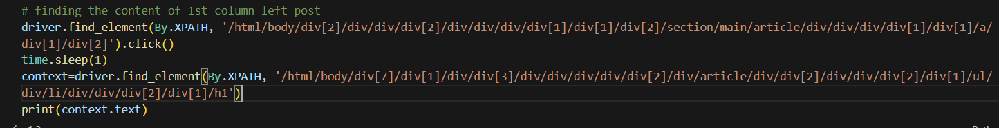 # finding the content of 1st column left post
driver.find_element(By.XPATH, '/html/body/div[2]/div/div/div[2]/div/div/div/div[1]/div[1]/div[2]/section/main/article/div/div/div/div[1]/div[1]/a/
div[1]/div[2]').click()
time.sleep(1)
context=driver.find_element(By.XPATH, '/html/body/div[7]/div[1]/div/div[3]/div/div/div/div/div[2]/div/article/div/div[2]/div/div/div[2]/div[1]/ul/
div/li/div/div/div[2]/div[1]/h1')
print(context.text)